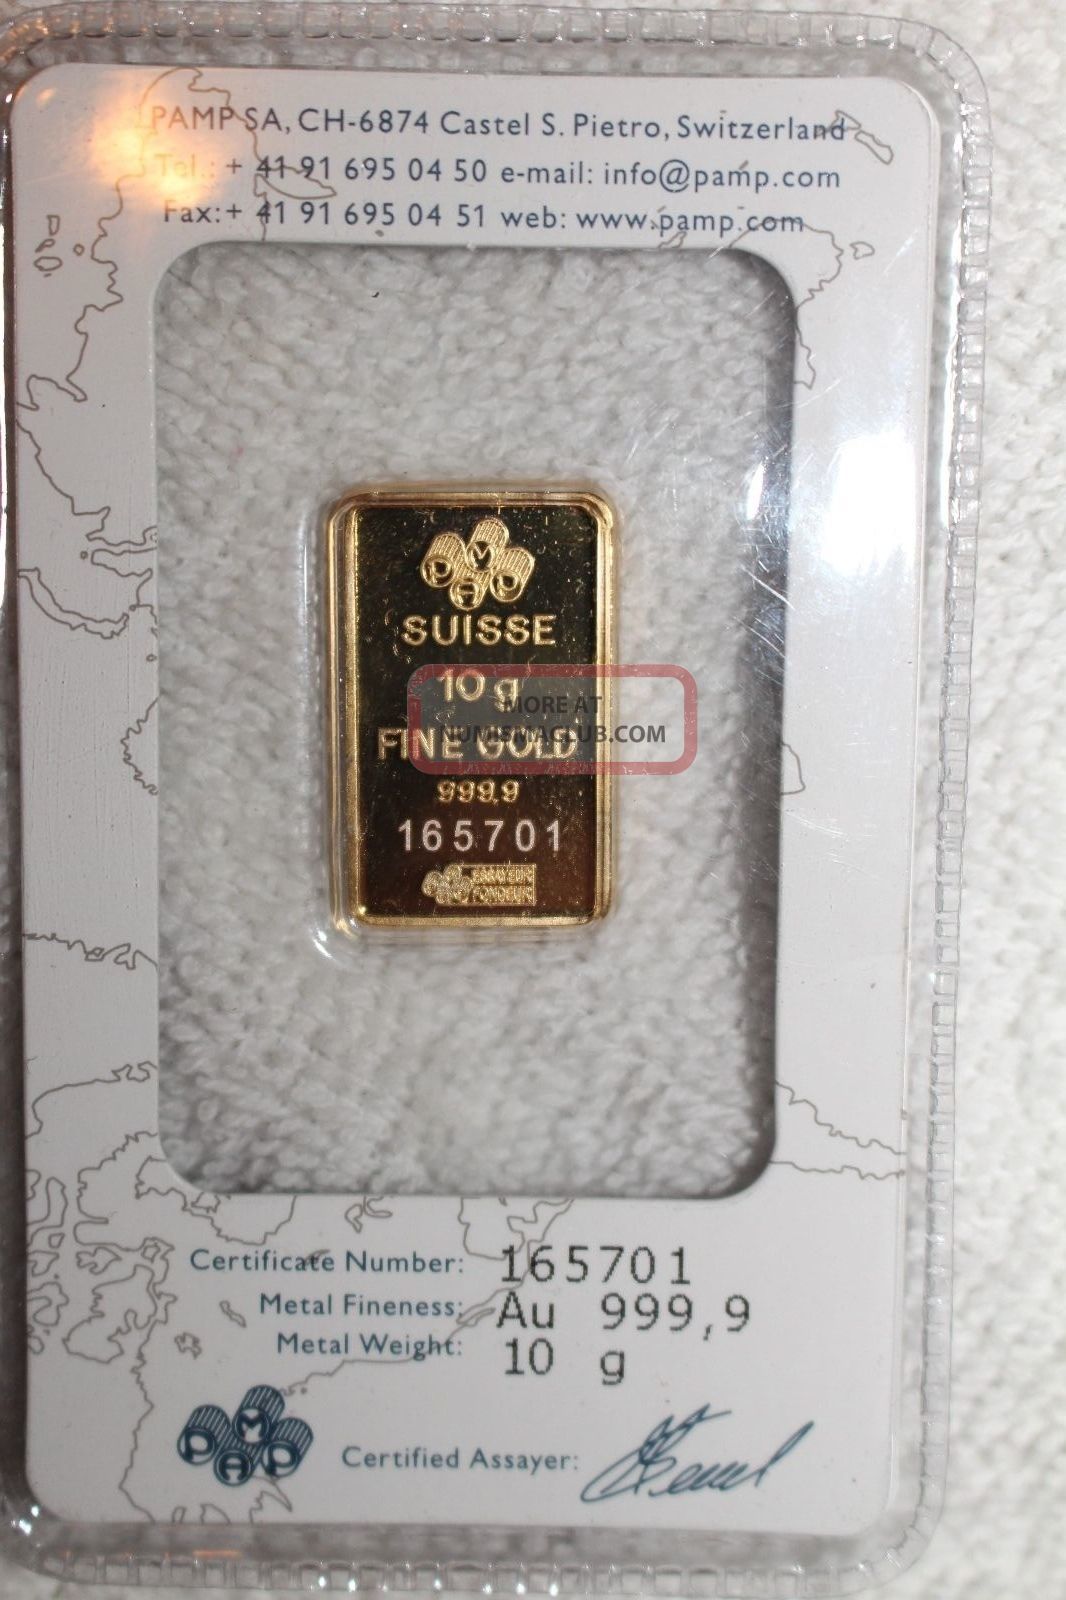 PAMP SA, CH-6874 Castel S. Pietro, Switzerland
Tel.: + 41 91 695 04 50 e-mail: info@pamp.com
Fax:+ 41 91 695 04 51 web: www.pamp.com
PAMP
SUISSE
10 g
MORE AT
NUMISMACLUB.COM
FINE GOLD
999,9
165701
ESSAYEUR
FONDEUR
Certificate Number: 165701
Metal Fineness: Au 999,9
Metal Weight: 10 g
PAMP
Certified Assayer: